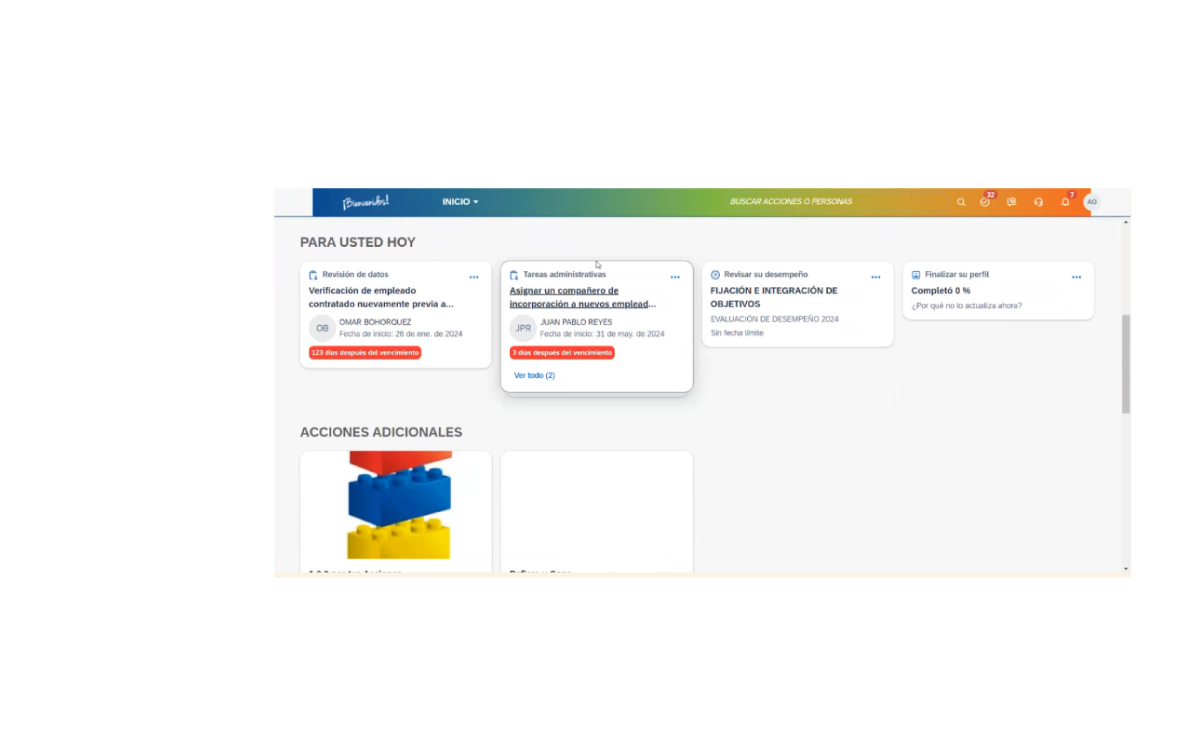 ¡Bienvenidos!
INICIO
BUSCAR ACCIONES O PERSONAS
32
7
AO
PARA USTED HOY
Revisión de datos
Verificación de empleado
contratado nuevamente previa a...
OB
OMAR BOHORQUEZ
Fecha de inicio: 26 de ene. de 2024
123 días después del vencimiento
Tareas administrativas
Asignar un compañero de
incorporación a nuevos emplead...
JPR
JUAN PABLO REYES
Fecha de inicio: 31 de may. de 2024
3 días después del vencimiento
Ver todo (2)
Revisar su desempeño
FIJACIÓN E INTEGRACIÓN DE
OBJETIVOS
EVALUACIÓN DE DESEMPEÑO 2024
Sin fecha límite
Finalizar su perfil
Completó 0 %
¿Por qué no lo actualiza ahora?
ACCIONES ADICIONALES